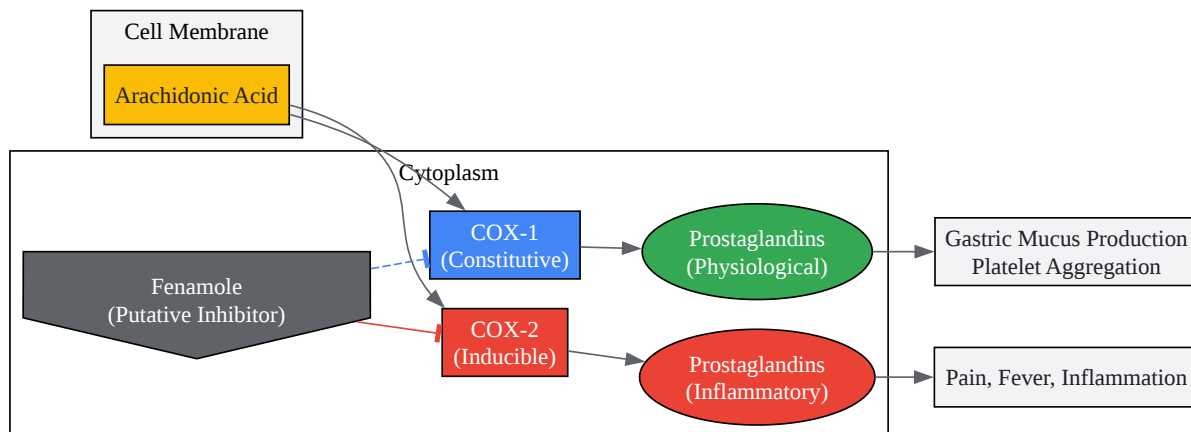 Cell Membrane
Arachidonic Acid
Cytoplasm
COX-1
(Constitutive)
Prostaglandins
(Physiological)
Gastric Mucus Production
Platelet Aggregation
Fenamole
(Putative Inhibitor)
COX-2
(Inducible)
Prostaglandins
(Inflammatory)
Pain, Fever, Inflammation